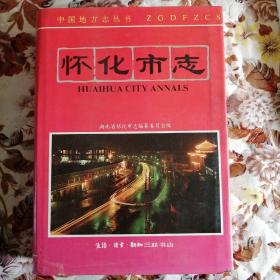 中国地方志丛书 ZGDFZCS
怀化市志
HUAIHUA CITY ANNALS
湖南省怀化市志编纂委员会编
生活·读书·新知三联书店